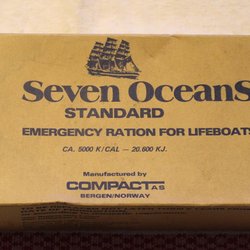 Seven Oceans
STANDARD
EMERGENCY RATION FOR LIFEBOATS
CA. 5000 K/CAL – 20.600 KJ.
Manufactured by
COMPACT AS
BERGEN/NORWAY